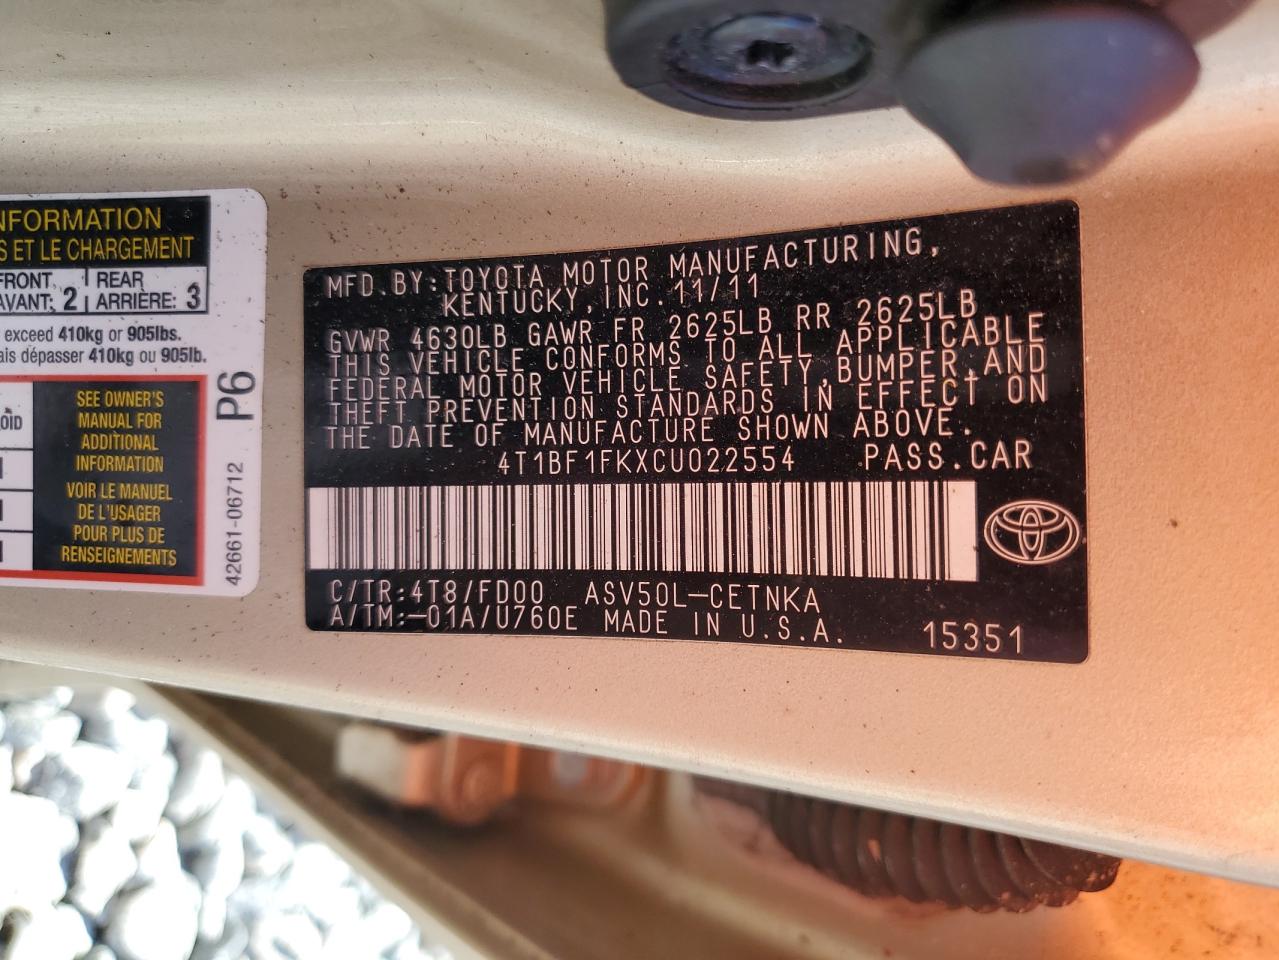 NFORMATION
S ET LE CHARGEMENT
FRONT REAR
AVANT: 2 ARRIÈRE: 3
exceed 410kg or 905lbs.
ais dépasser 410kg ou 905lb.
OID
SEE OWNER'S
MANUAL FOR
ADDITIONAL
INFORMATION
VOIR LE MANUEL
DE L'USAGER
POUR PLUS DE
RENSEIGNEMENTS
P6
42661-06712
MFD.BY:TOYOTA MOTOR MANUFACTURING,
KENTUCKY, INC. 11/11
GVWR 4630LB GAWR FR 2625LB RR 2625LB
THIS VEHICLE CONFORMS TO ALL APPLICABLE
FEDERAL MOTOR VEHICLE SAFETY,BUMPER,AND
THEFT PREVENTION STANDARDS IN EFFECT ON
THE DATE OF MANUFACTURE SHOWN ABOVE.
4T1BF1FKXCU022554 PASS.CAR
C/TR:4T8/FD00 ASV50L-CETNKA
A/TM:-01A/U760E MADE IN U.S.A. 15351